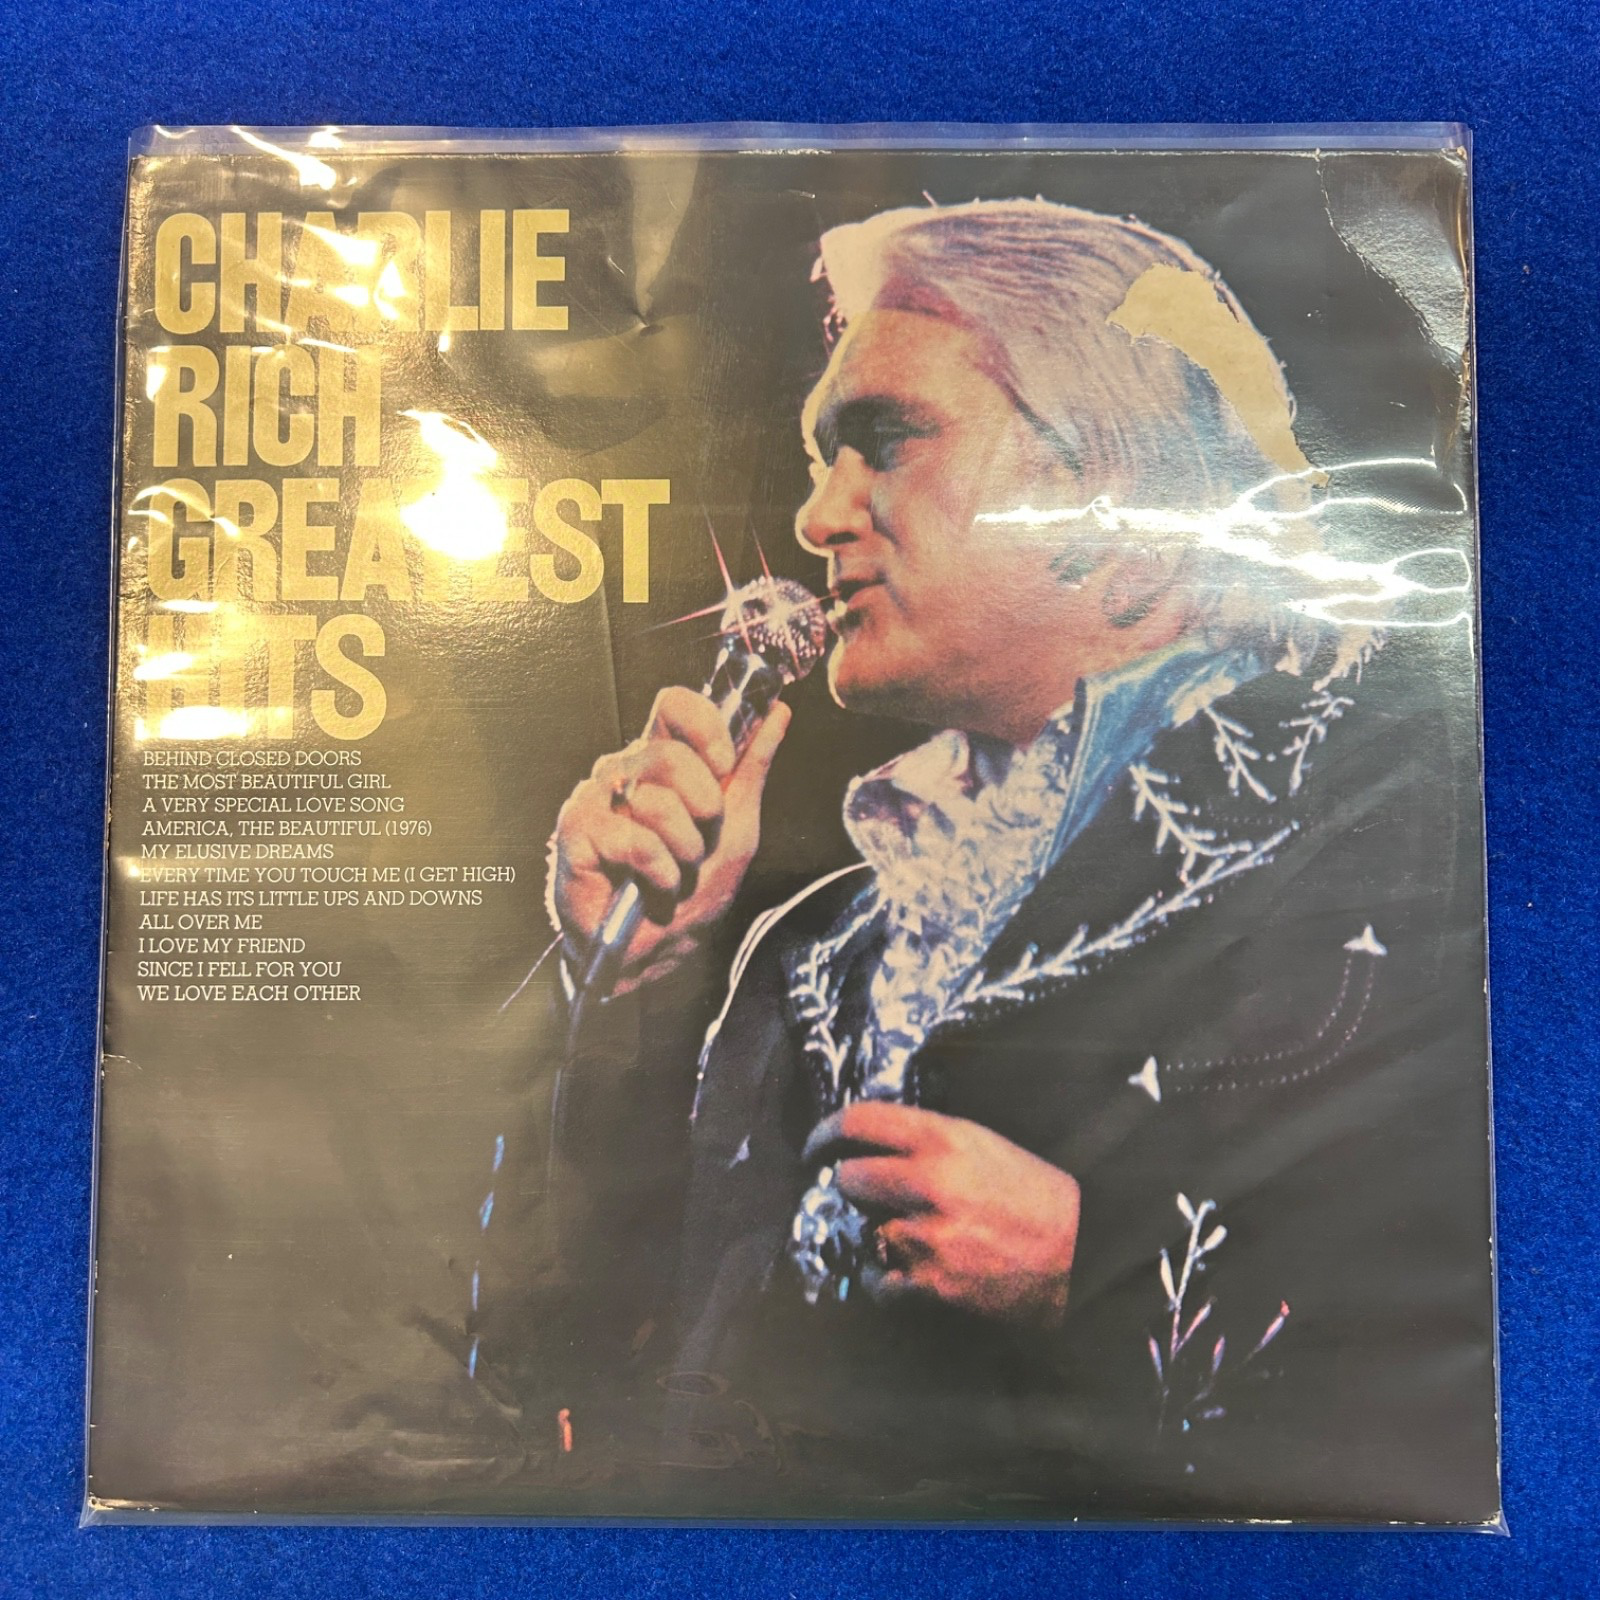 CHARLIE
RICH
GREATEST
HITS
BEHIND CLOSED DOORS
THE MOST BEAUTIFUL GIRL
A VERY SPECIAL LOVE SONG
AMERICA, THE BEAUTIFUL (1976)
MY ELUSIVE DREAMS
EVERY TIME YOU TOUCH ME (I GET HIGH)
LIFE HAS ITS LITTLE UPS AND DOWNS
ALL OVER ME
I LOVE MY FRIEND
SINCE I FELL FOR YOU
WE LOVE EACH OTHER